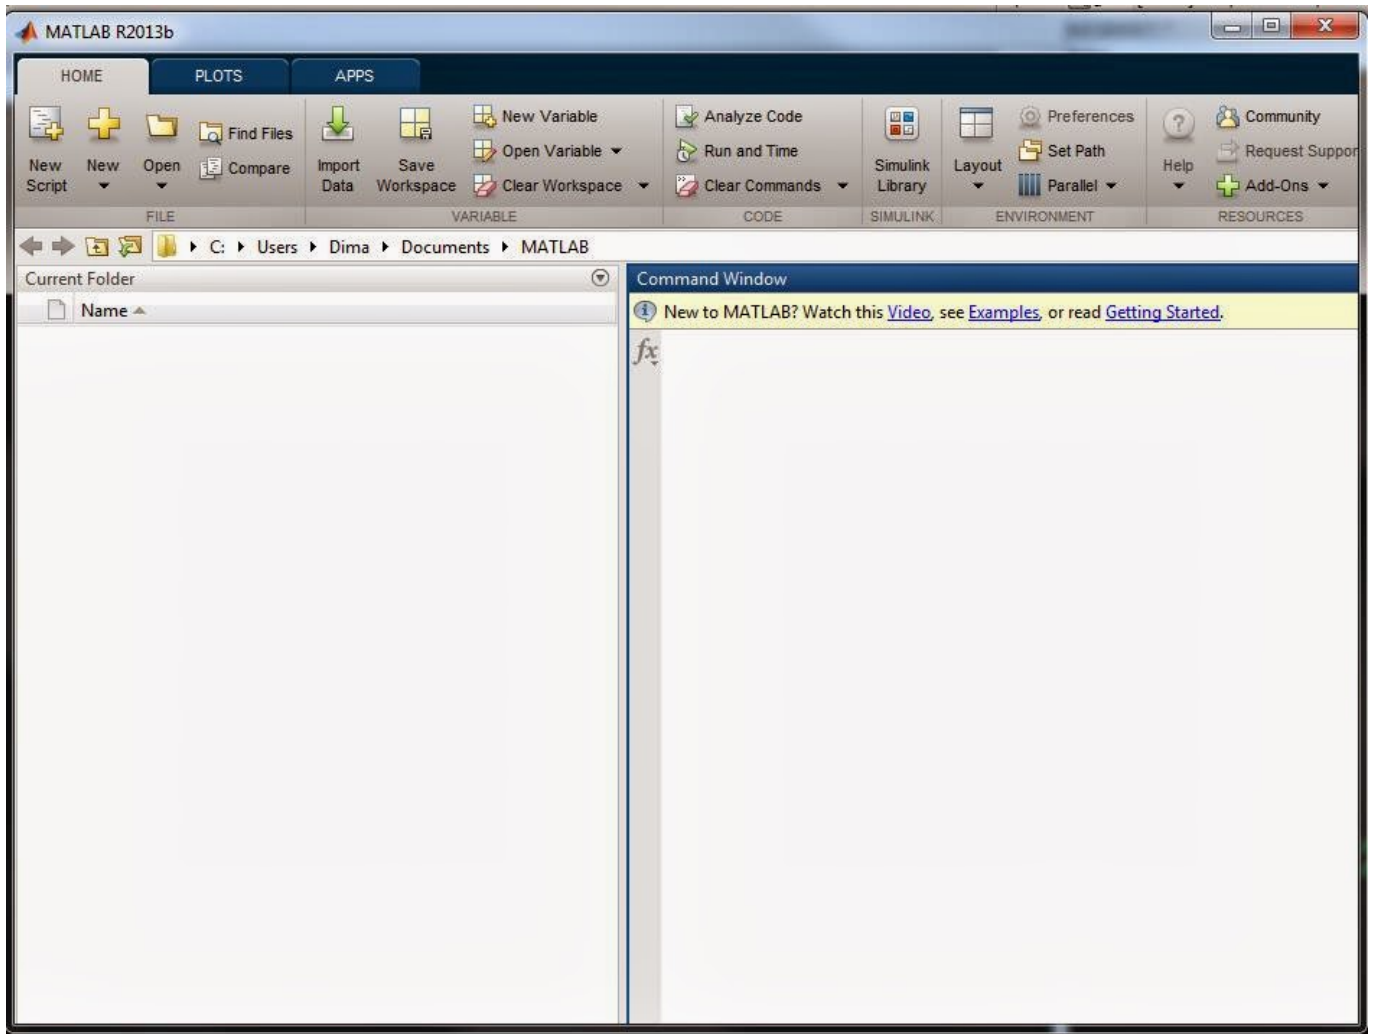 MATLAB R2013b
HOME PLOTS APPS
New Script
New
Open
Find Files
Compare
FILE
Import Data
Save Workspace
New Variable
Open Variable
Clear Workspace
VARIABLE
Analyze Code
Run and Time
Clear Commands
CODE
Simulink Library
SIMULINK
Layout
Preferences
Set Path
Parallel
ENVIRONMENT
? Help
Community
Request Suppor
Add-Ons
RESOURCES
C: Users Dima Documents MATLAB
Current Folder
Name
Command Window
New to MATLAB? Watch this Video, see Examples, or read Getting Started.
fx